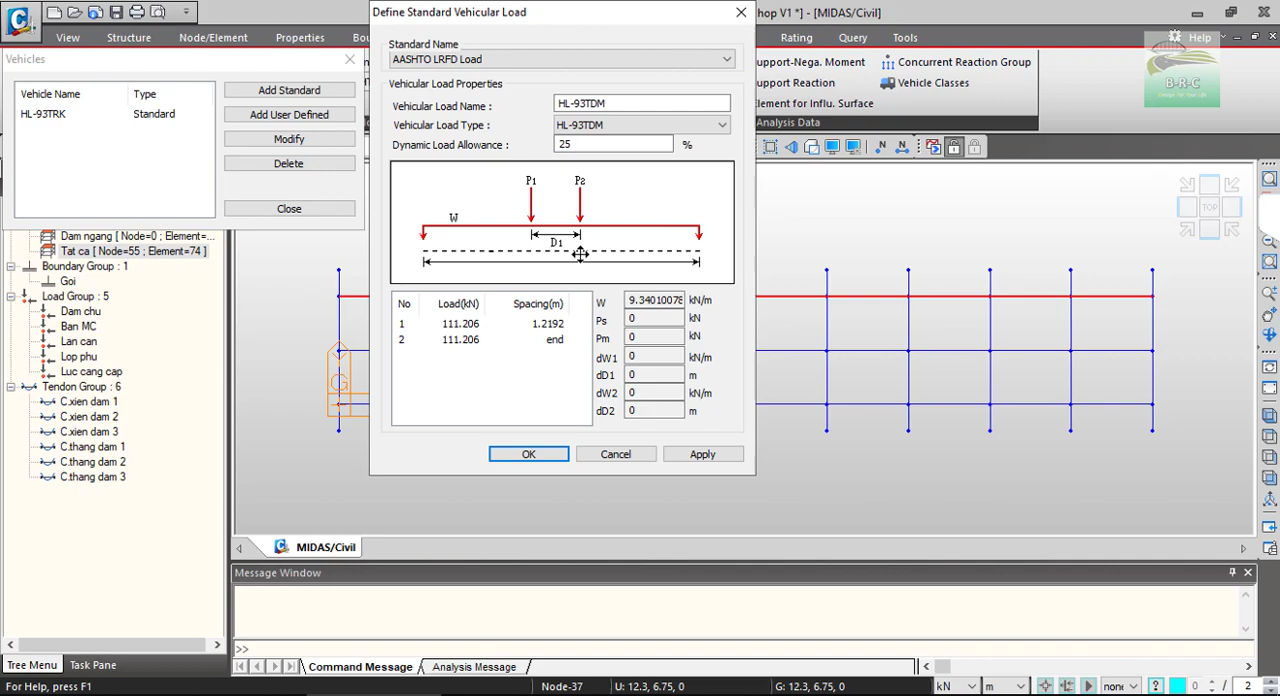 hop V1 *] - [MIDAS/Civil]
Define Standard Vehicular Load
View Structure Node/Element Properties Bou
Rating Query Tools Help
Vehicles
Vehicle Name Type
HL-93TRK Standard
Add Standard
Add User Defined
Modify
Delete
Close
Standard Name
AASHTO LRFD Load
Vehicular Load Properties
Vehicular Load Name : HL-93TDM
Vehicular Load Type : HL-93TDM
Dynamic Load Allowance : 25 %
P1 P2
W
D1
No Load(kN) Spacing(m)
1 111.206 1.2192
2 111.206 end
W 9.34010078 kN/m
Ps 0 kN
Pm 0 kN
dW1 0 kN/m
dD1 0 m
dW2 0 kN/m
dD2 0 m
OK Cancel Apply
upport-Nega. Moment Concurrent Reaction Group
upport Reaction Vehicle Classes
lement for Influ. Surface
Analysis Data
B-R-C
TOP
Dam ngang [ Node=0 ; Element=...
Tat ca [ Node=55 ; Element=74 ]
Boundary Group : 1
Goi
Load Group : 5
Dam chu
Ban MC
Lan can
Lop phu
Luc cang cap
Tendon Group : 6
C.xien dam 1
C.xien dam 2
C.xien dam 3
C.thang dam 1
C.thang dam 2
C.thang dam 3
G
MIDAS/Civil
Message Window
>>
Tree Menu Task Pane
Command Message Analysis Message
For Help, press F1 Node-37 U: 12.3, 6.75, 0 G: 12.3, 6.75, 0 kN m none 0 / 2